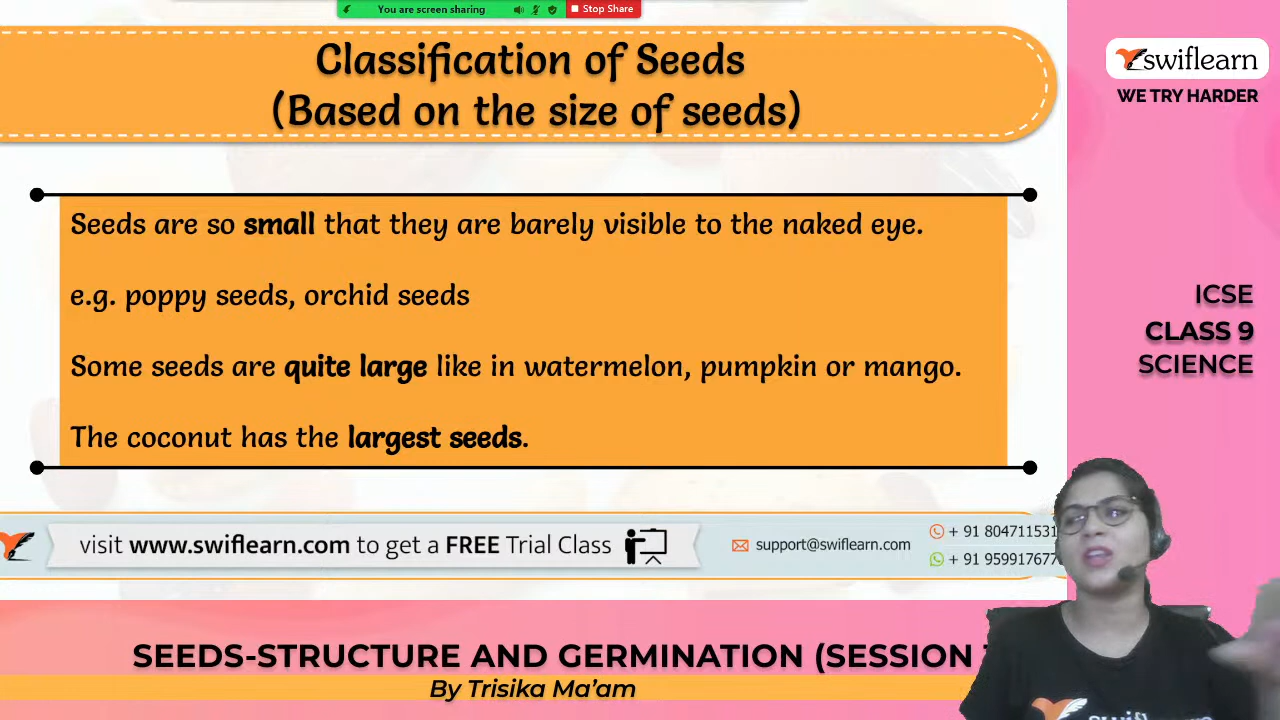 You are screen sharing
Stop Share
Classification of Seeds
(Based on the size of seeds)
swiflearn
WE TRY HARDER
Seeds are so small that they are barely visible to the naked eye.
e.g. poppy seeds, orchid seeds
Some seeds are quite large like in watermelon, pumpkin or mango.
The coconut has the largest seeds.
ICSE
CLASS 9
SCIENCE
visit www.swiflearn.com to get a FREE Trial Class
support@swiflearn.com
+ 91 804711531
+ 91 959917677
SEEDS-STRUCTURE AND GERMINATION (SESSION
By Trisika Ma'am